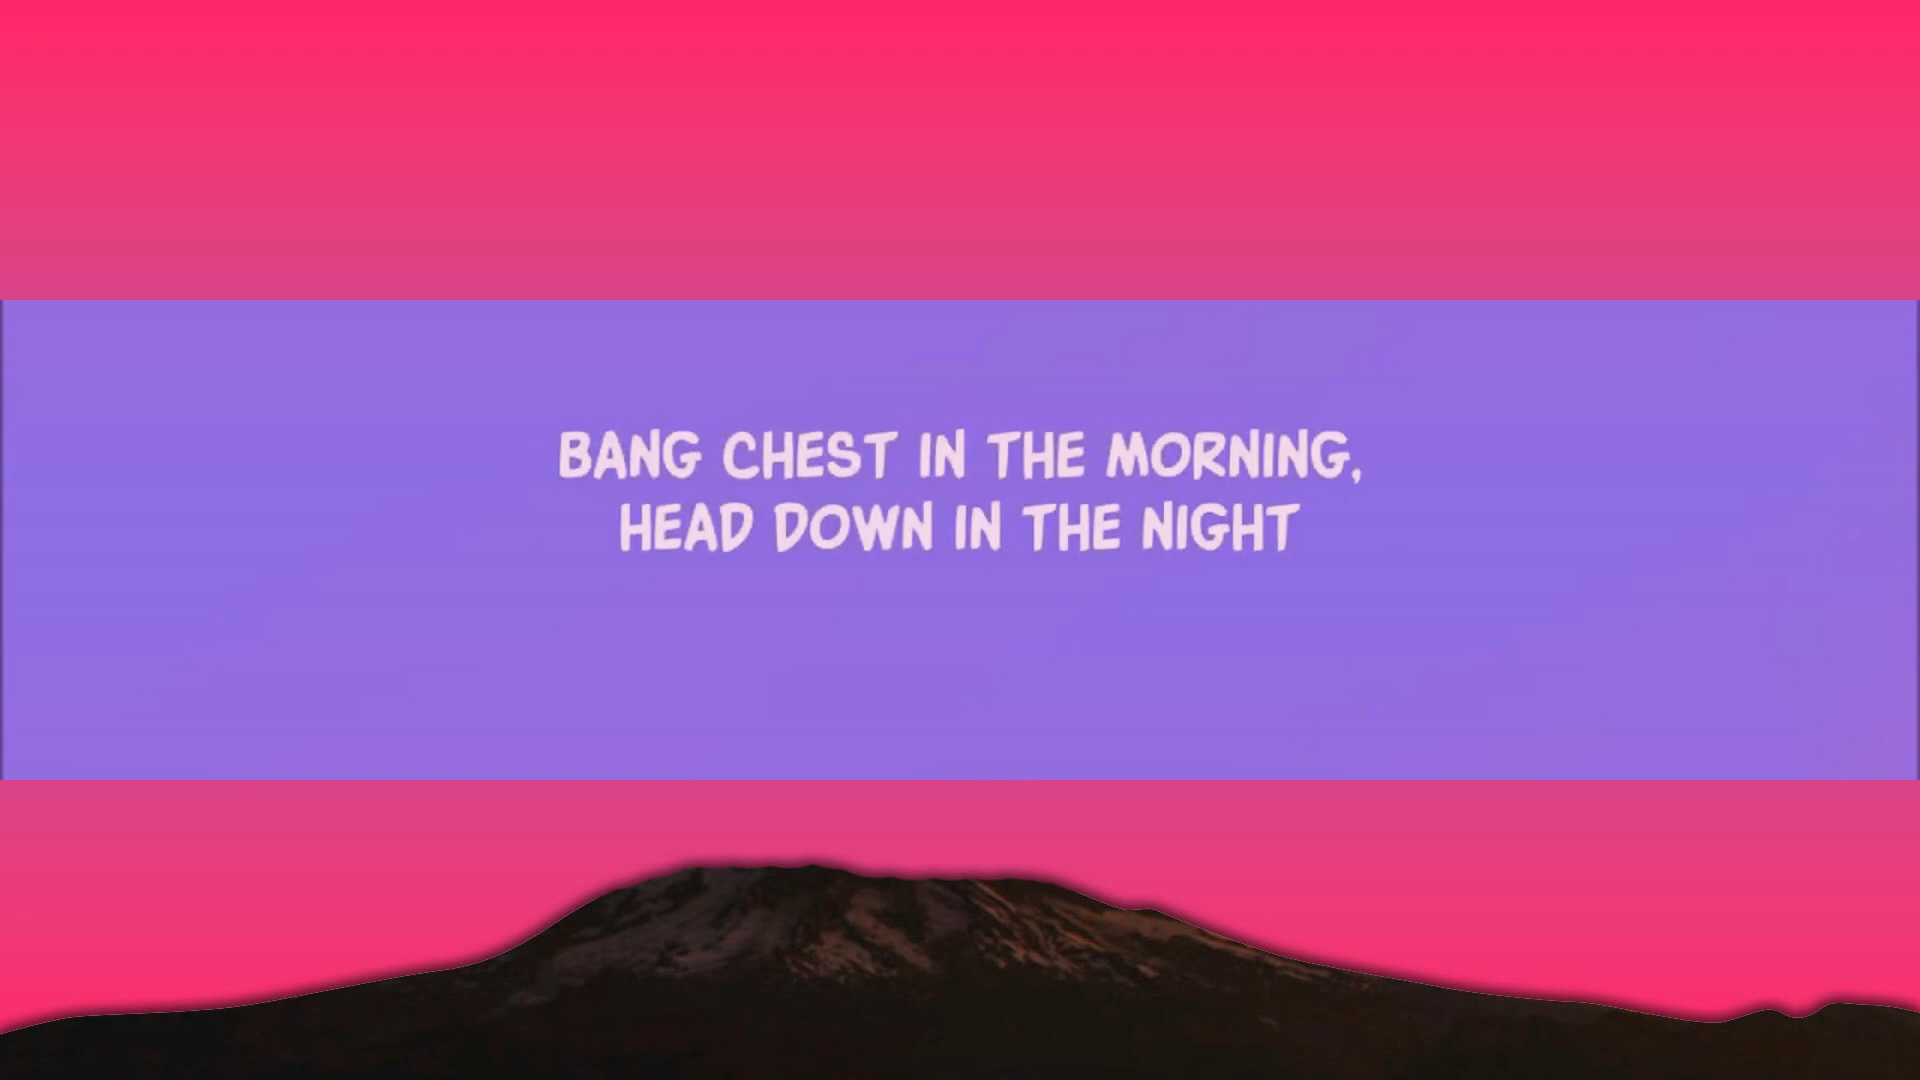 BANG CHEST IN THE MORNING,
HEAD DOWN IN THE NIGHT